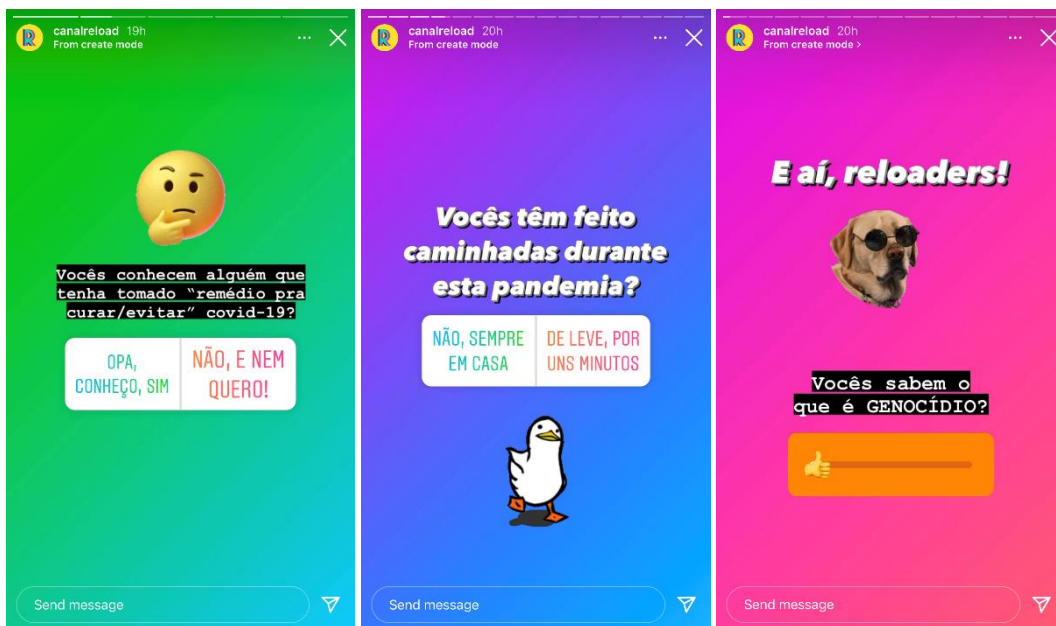 canalreload 19h
From create mode
Vocês conhecem alguém que
tenha tomado “remédio pra
curar/evitar” covid-19?
OPA,
CONHEÇO, SIM
NÃO, E NEM
QUERO!
Send message
canalreload 20h
From create mode
Vocês têm feito
caminhadas durante
esta pandemia?
NÃO, SEMPRE
EM CASA
DE LEVE, POR
UNS MINUTOS
Send message
canalreload 20h
From create mode >
E aí, reloaders!
Vocês sabem o
que é GENOCÍDIO?
Send message